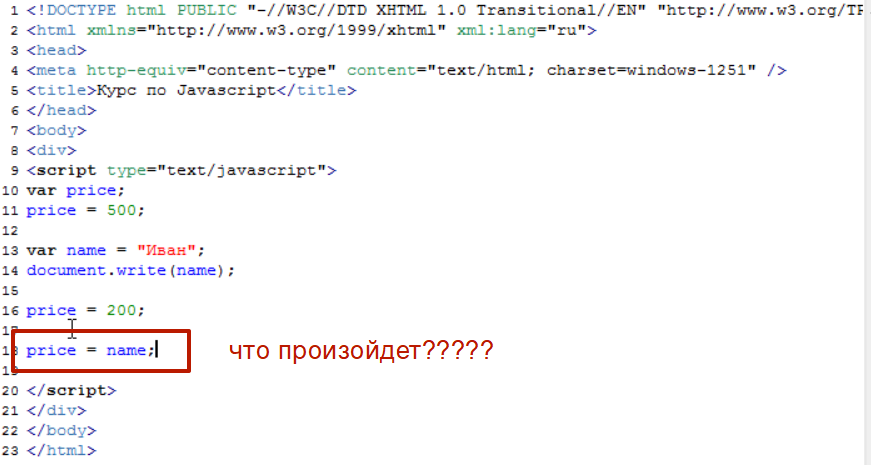 1 <!DOCTYPE html PUBLIC "-//W3C//DTD XHTML 1.0 Transitional//EN" "http://www.w3.org/TR
2 <html xmlns="http://www.w3.org/1999/xhtml" xml:lang="ru">
3 <head>
4 <meta http-equiv="content-type" content="text/html; charset=windows-1251" />
5 <title>Курс по Javascript</title>
6 </head>
7 <body>
8 <div>
9 <script type="text/javascript">
10 var price;
11 price = 500;
12
13 var name = "Иван";
14 document.write(name);
15
16 price = 200;
17
18 price = name; что произойдет?????
19
20 </script>
21 </div>
22 </body>
23 </html>